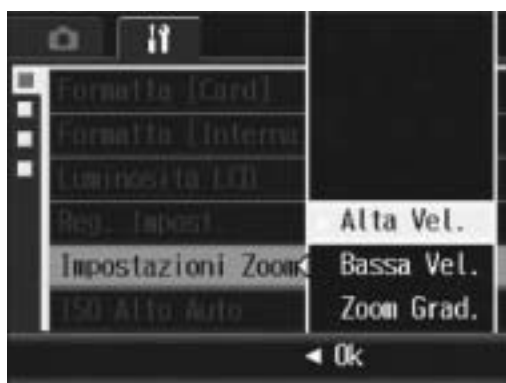 Formatta [Card]
Formatta [Interna
Luminosità LCD
Reg. Impost.
Alta Vel.
Impostazioni Zoom
Bassa Vel.
ISO Alto Auto
Zoom Grad.
Ok